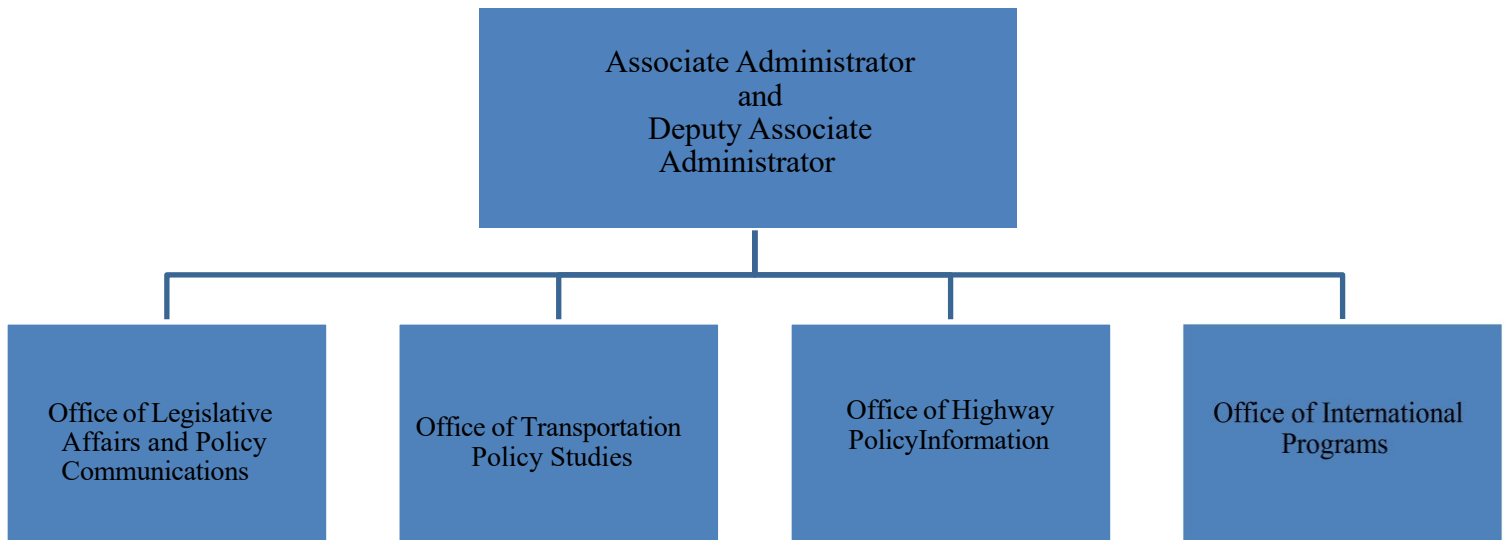 Associate Administrator
and
Deputy Associate
Administrator
Office of Legislative
Affairs and Policy
Communications
Office of Transportation
Policy Studies
Office of Highway
PolicyInformation
Office of International
Programs